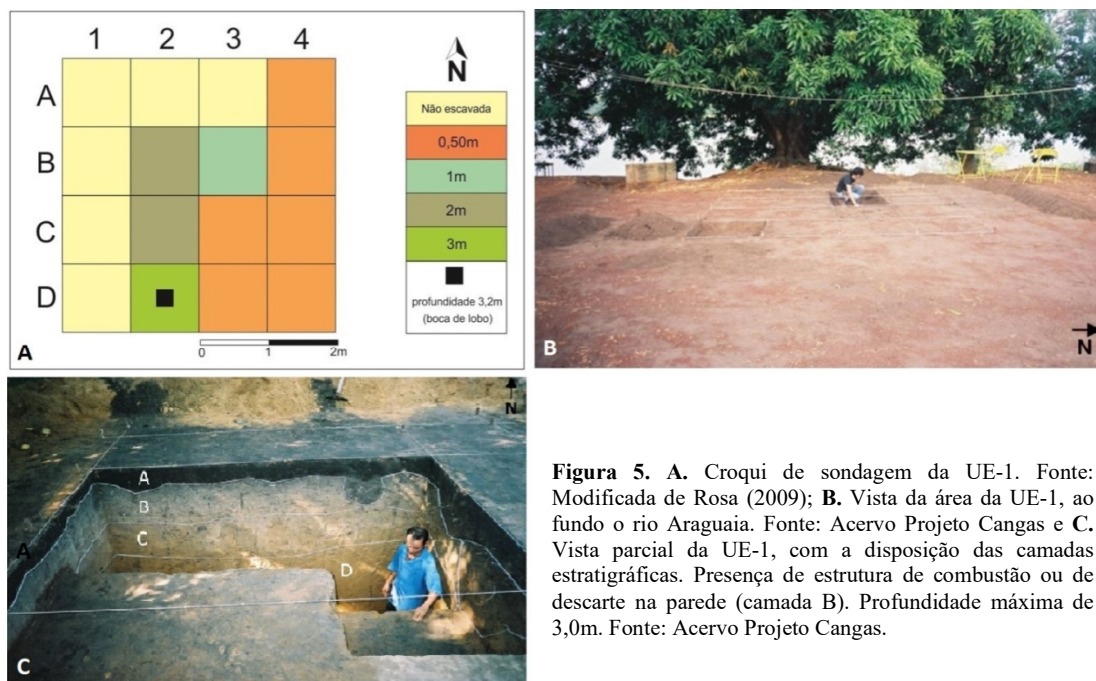 1 2 3 4
A
B
C
D
N
Não escavada
0,50m
1m
2m
3m
profundidade 3,2m
(boca de lobo)
0 1 2m
A
B
N
N
A
B
C
D
A
C
Figura 5. A. Croqui de sondagem da UE-1. Fonte:
Modificada de Rosa (2009); B. Vista da área da UE-1, ao
fundo o rio Araguaia. Fonte: Acervo Projeto Cangas e C.
Vista parcial da UE-1, com a disposição das camadas
estratigráficas. Presença de estrutura de combustão ou de
descarte na parede (camada B). Profundidade máxima de
3,0m. Fonte: Acervo Projeto Cangas.